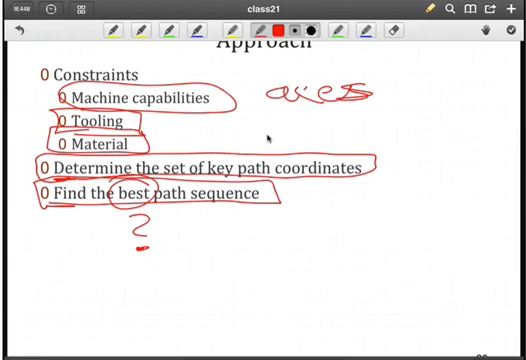 IE448
class21
Approach
O Constraints
O Machine capabilities
axes
O Tooling
O Material
O Determine the set of key path coordinates
O Find the best path sequence
?